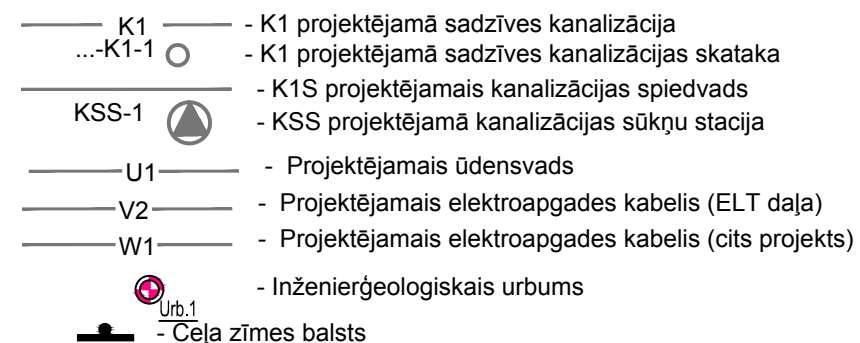 K1 - K1 projektējamā sadzīves kanalizācija
...-K1-1 - K1 projektējamā sadzīves kanalizācijas skataka
- K1S projektējamais kanalizācijas spiedvads
KSS-1 - KSS projektējamā kanalizācijas sūkņu stacija
U1 - Projektējamais ūdensvads
V2 - Projektējamais elektroapgades kabelis (ELT daļa)
W1 - Projektējamais elektroapgades kabelis (cits projekts)
Urb.1 - Inženierģeologiskais urbums
- Ceļa zīmes balsts